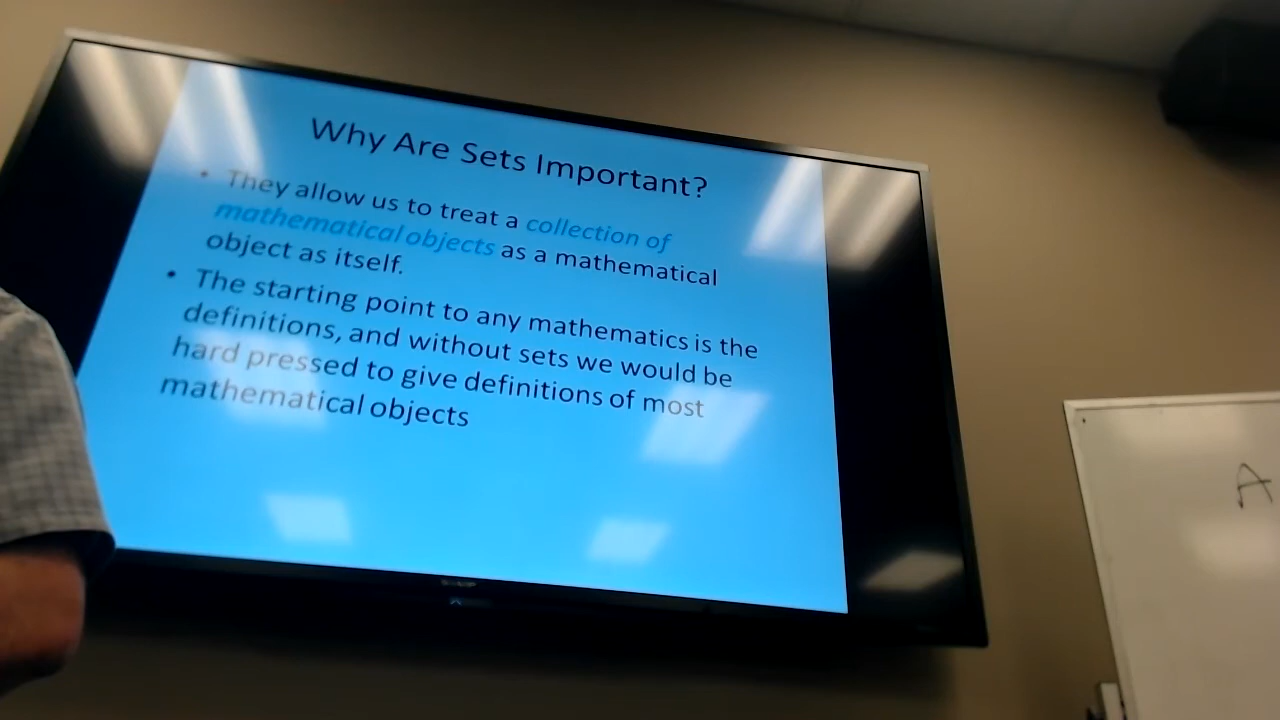 Why Are Sets Important?
• They allow us to treat a collection of
mathematical objects as a mathematical
object as itself.
• The starting point to any mathematics is the
definitions, and without sets we would be
hard pressed to give definitions of most
mathematical objects
A